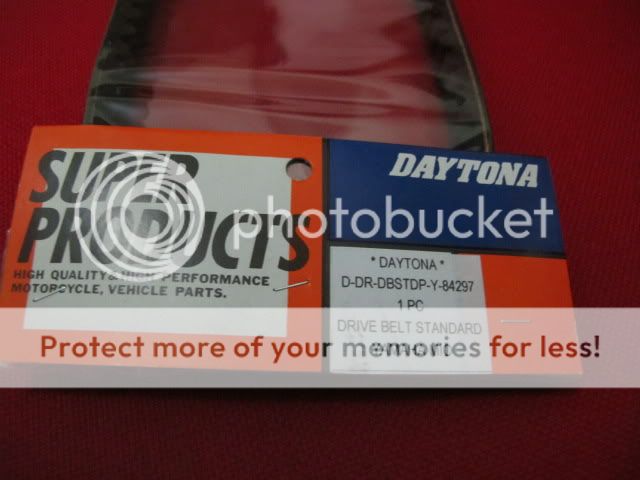 SUPER
PRODUCTS
HIGH QUALITY & HIGH PERFORMANCE
MOTORCYCLE, VEHICLE PARTS.
DAYTONA
* DAYTONA *
D-DR-DBSTDP-Y-84297
1 PC
DRIVE BELT STANDARD
photobucket
Protect more of your memories for less!